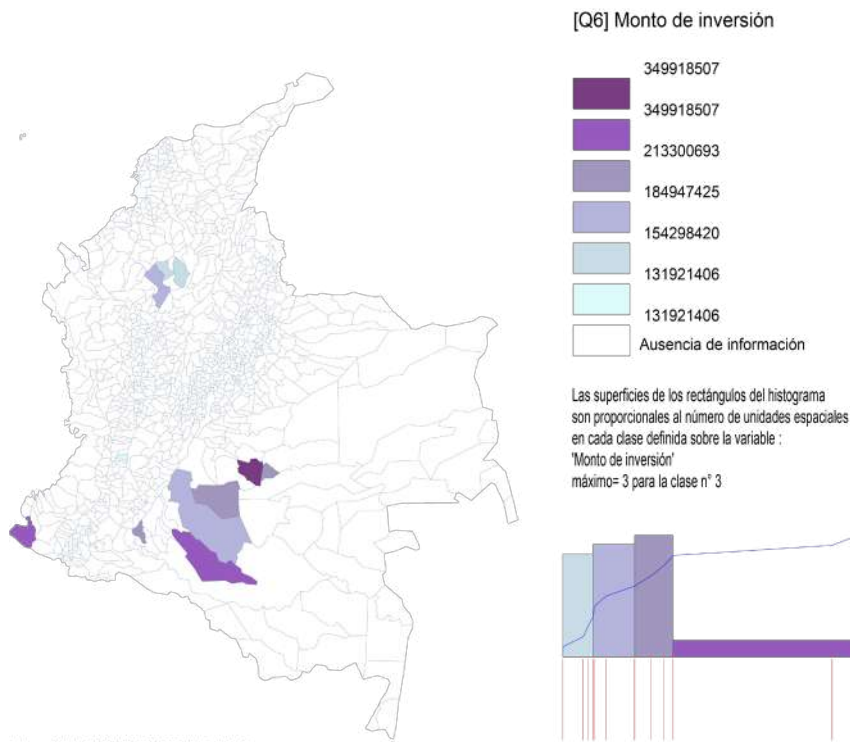 [Q6] Monto de inversión
349918507
349918507
213300693
184947425
154298420
131921406
131921406
Ausencia de información
Las superficies de los rectángulos del histograma
son proporcionales al número de unidades espaciales
en cada clase definida sobre la variable :
'Monto de inversión'
máximo= 3 para la clase n° 3